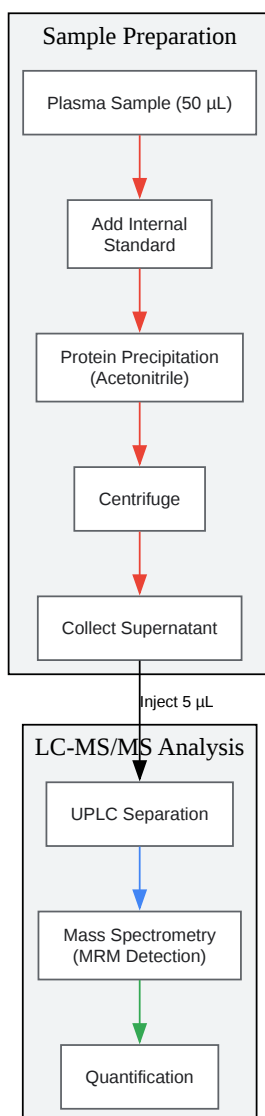 Sample Preparation
Plasma Sample (50 µL)
Add Internal
Standard
Protein Precipitation
(Acetonitrile)
Centrifuge
Collect Supernatant
Inject 5 µL
LC-MS/MS Analysis
UPLC Separation
Mass Spectrometry
(MRM Detection)
Quantification